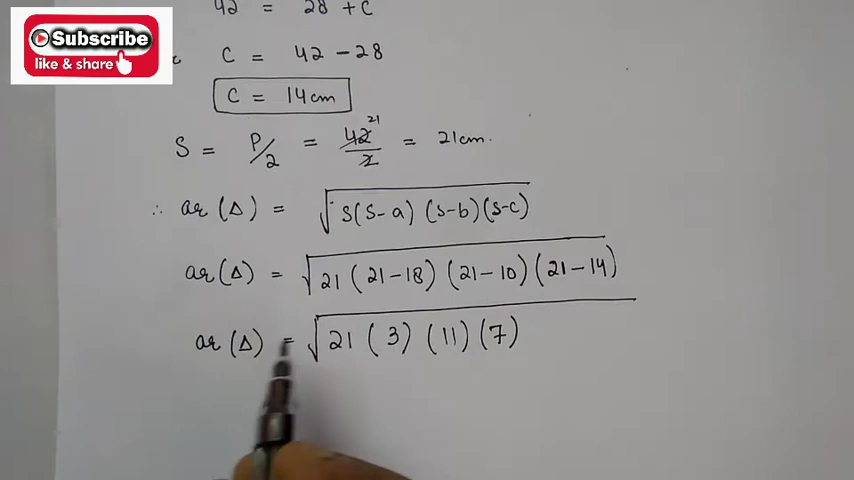 42 = 28 + C
Subscribe
like & share
C = 42 - 28
C = 14cm
S = P/2 = 42/2 21 = 21cm.
∴ ar (Δ) = √S(S-a) (S-b)(S-c)
ar (Δ) = √21 (21-18) (21-10) (21-14)
ar (Δ) = √21 (3) (11) (7)